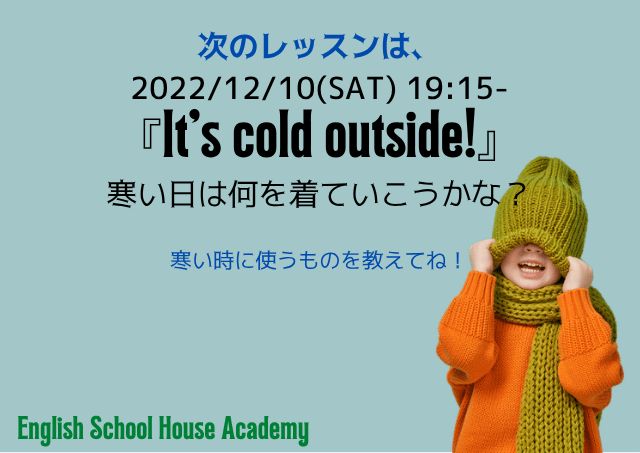 次のレッスンは、
2022/12/10(SAT) 19:15-
『It's cold outside!』
寒い日は何を着ていこうかな？
寒い時に使うものを教えてね！
English School House Academy